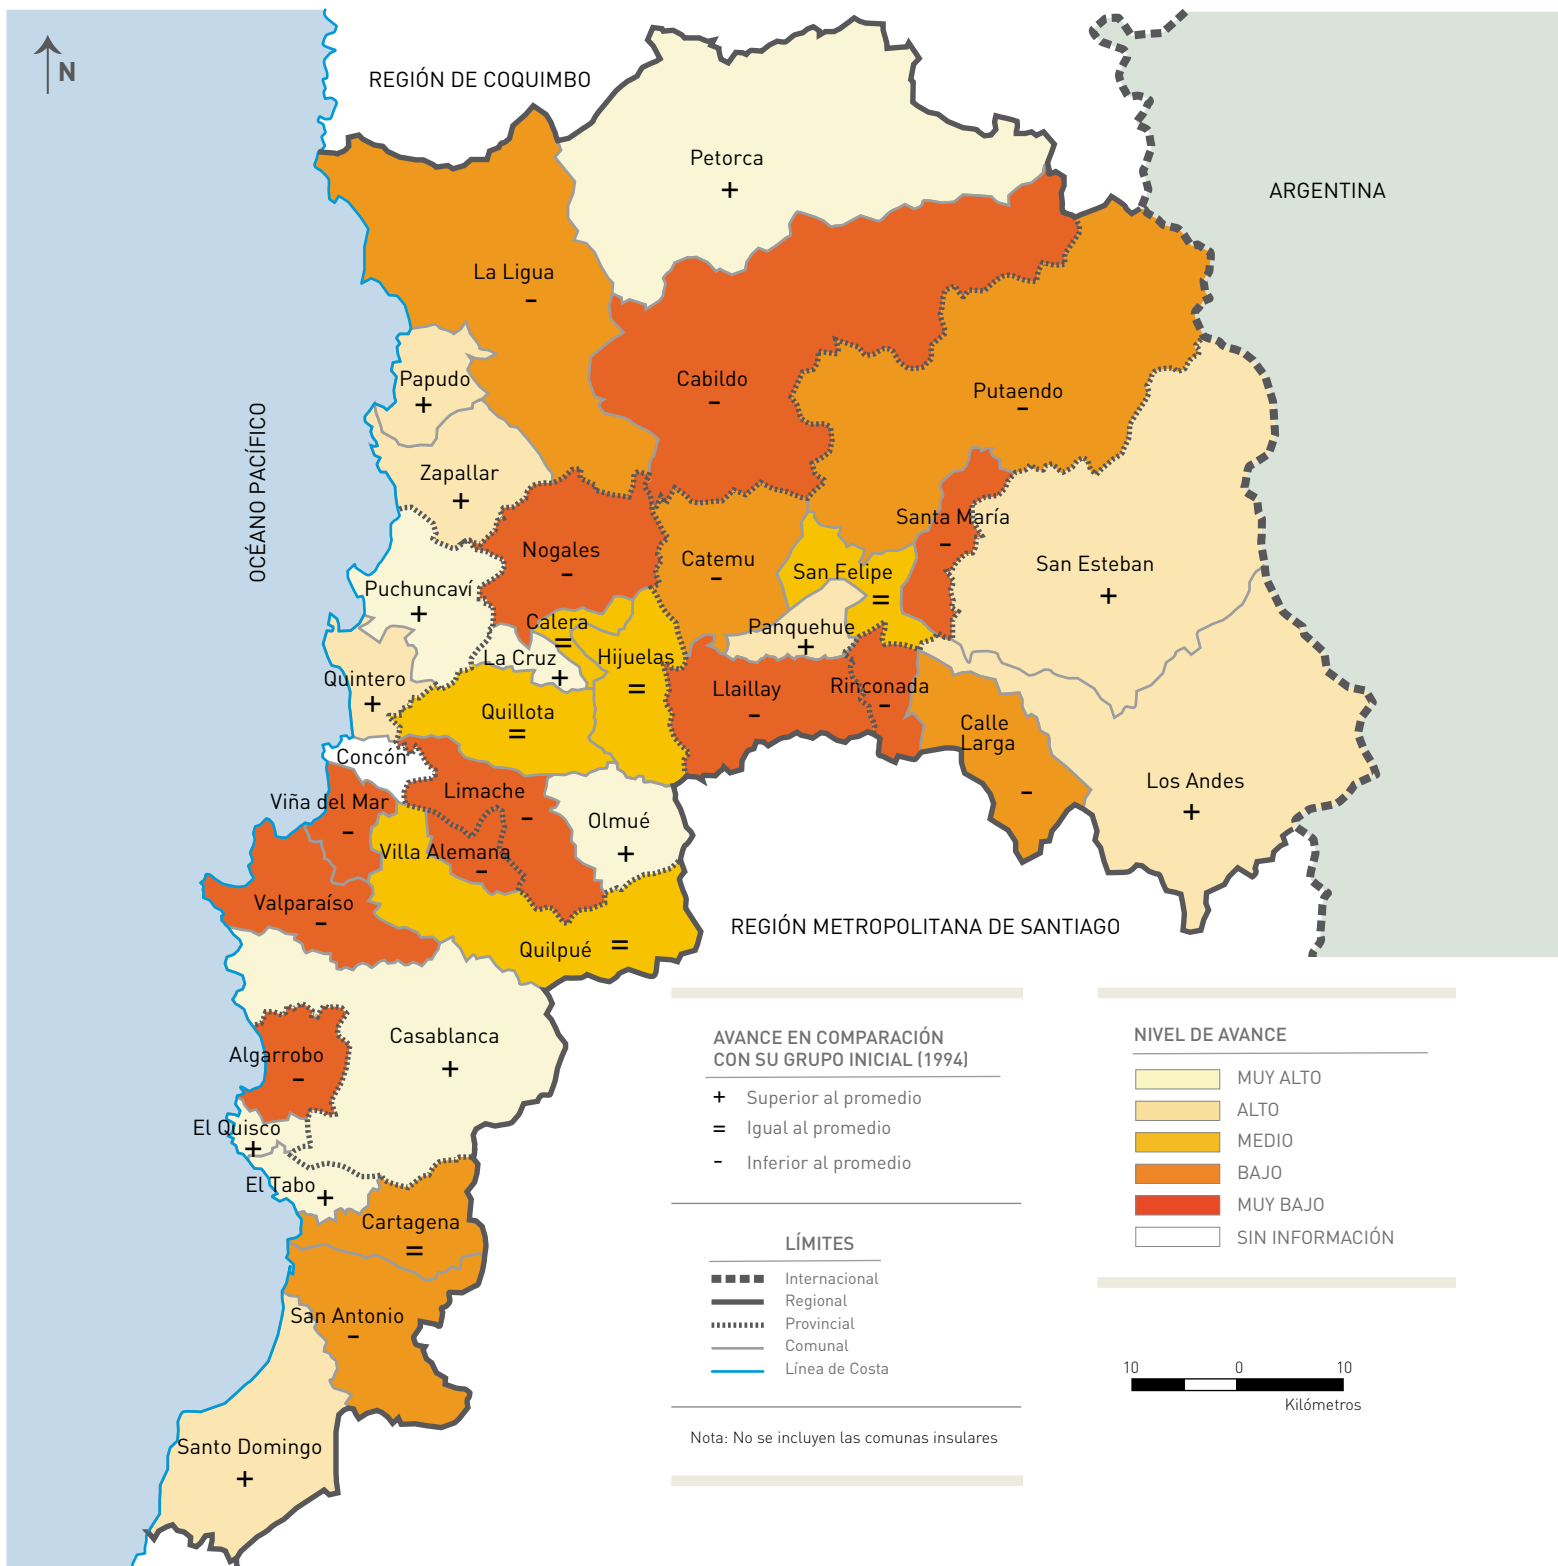 N
REGIÓN DE COQUIMBO
Petorca
+
ARGENTINA
La Ligua
-
Papudo
+
Cabildo
-
Putaendo
-
OCÉANO PACÍFICO
Zapallar
+
Santa María
-
Nogales
-
Catemu
-
San Felipe
=
San Esteban
+
Puchuncaví
+
Calera
=
Panquehue
+
La Cruz
+
Hijuelas
=
Quintero
+
Llaillay
-
Rinconada
-
Quillota
=
Calle
Larga
-
Concón
Los Andes
+
Viña del Mar
-
Limache
-
Olmué
+
Villa Alemana
-
Valparaíso
-
Quilpué
=
REGIÓN METROPOLITANA DE SANTIAGO
Casablanca
+
Algarrobo
-
El Quisco
+
El Tabo
+
Cartagena
=
San Antonio
-
Santo Domingo
+
AVANCE EN COMPARACIÓN
CON SU GRUPO INICIAL (1994)
+ Superior al promedio
= Igual al promedio
- Inferior al promedio
LÍMITES
Internacional
Regional
Provincial
Comunal
Línea de Costa
Nota: No se incluyen las comunas insulares
NIVEL DE AVANCE
MUY ALTO
ALTO
MEDIO
BAJO
MUY BAJO
SIN INFORMACIÓN
10 0 10
Kilómetros